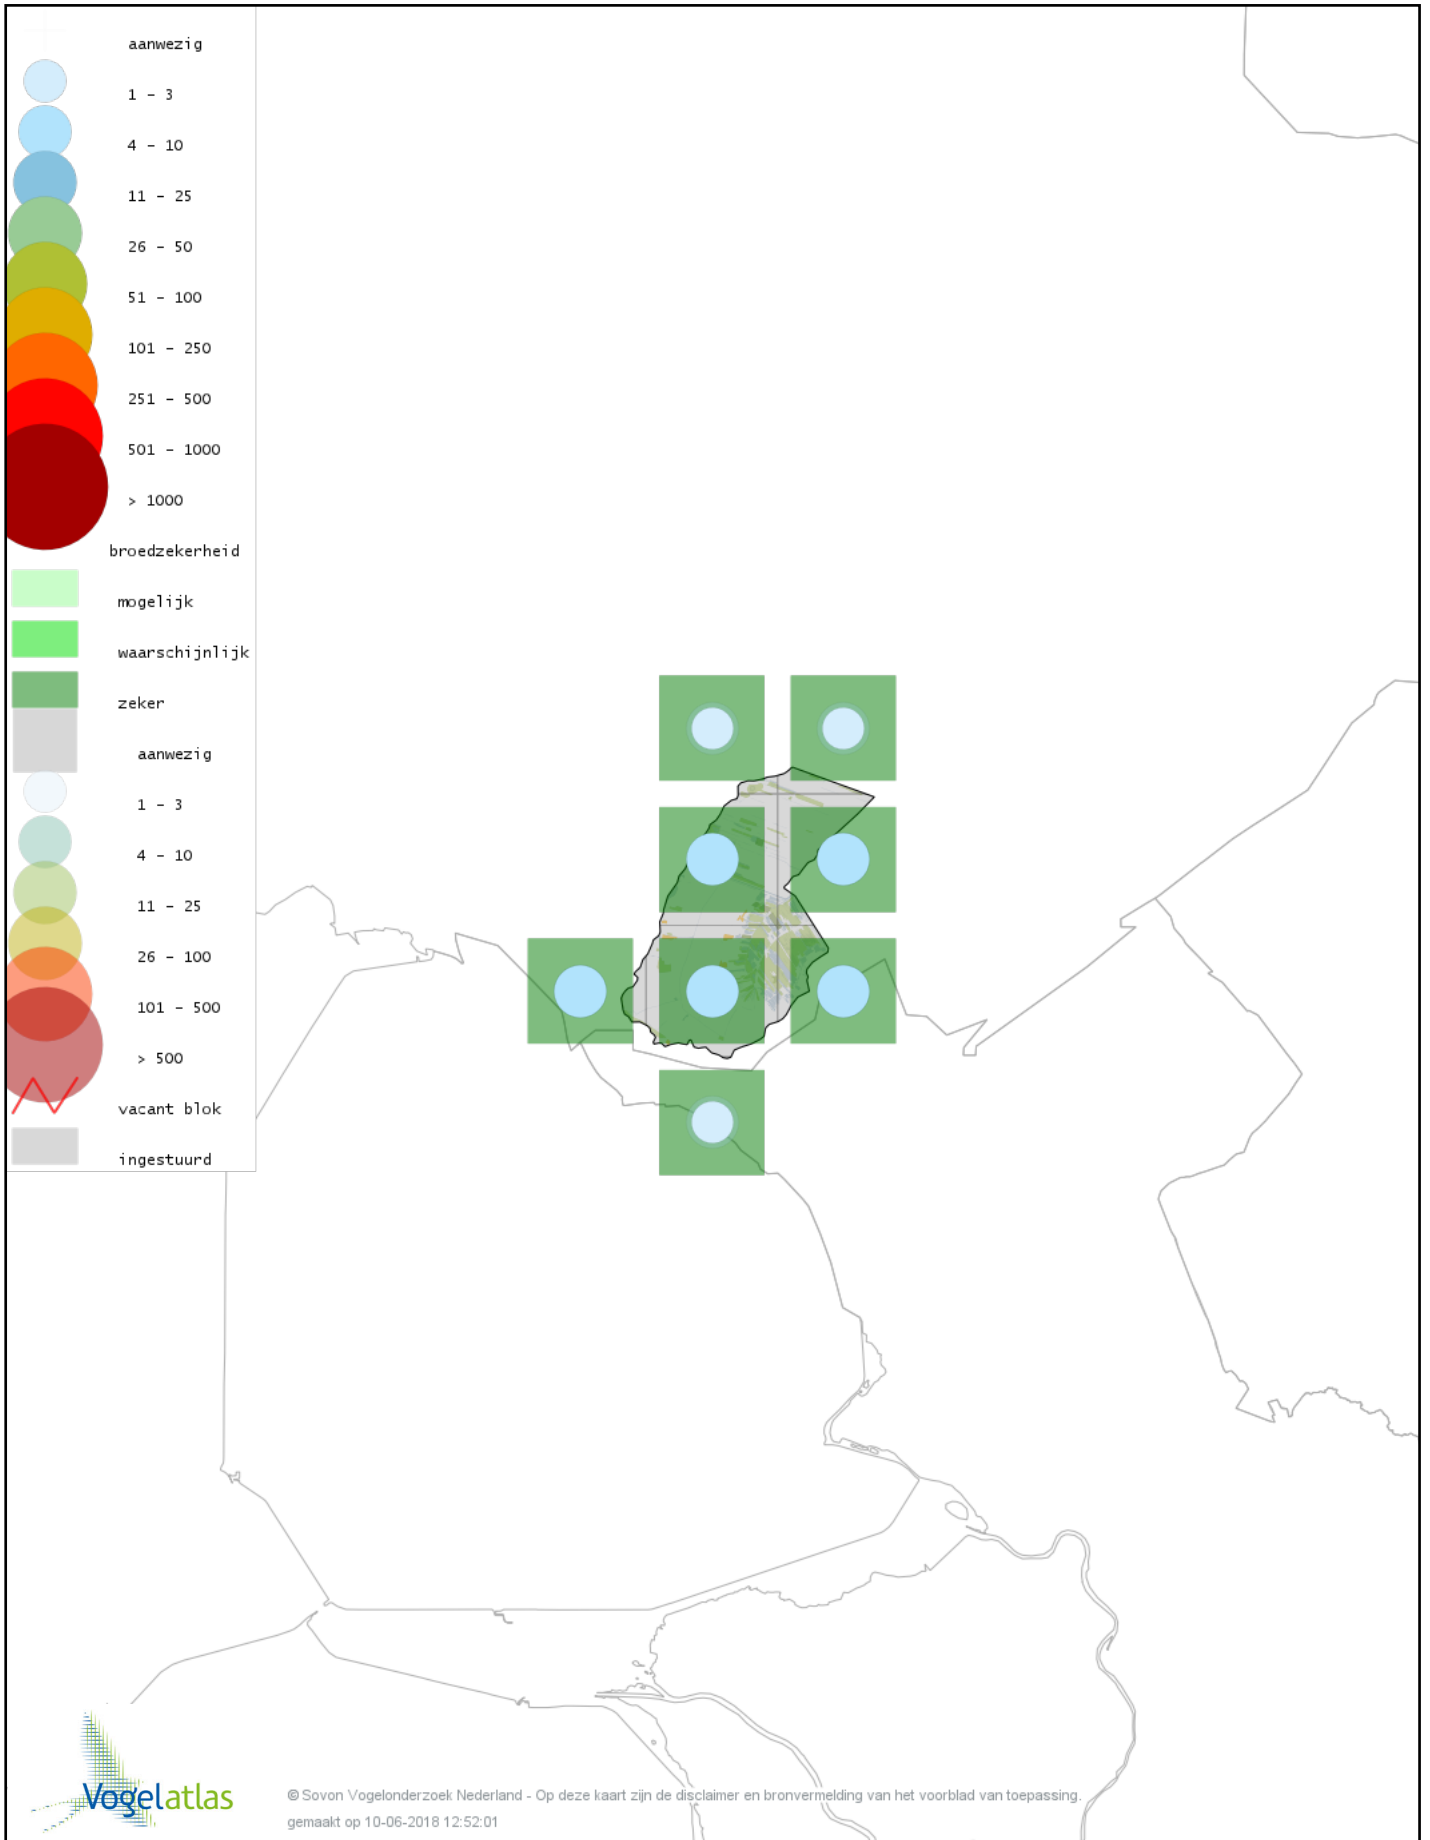 aanwezig
1 - 3
4 - 10
11 - 25
26 - 50
51 - 100
101 - 250
251 - 500
501 - 1000
> 1000
broedzekerheid
mogelijk
waarschijnlijk
zeker
aanwezig
1 - 3
4 - 10
11 - 25
26 - 100
101 - 500
> 500
vacant blok
ingestuurd
Vogelatlas
© Sovon Vogelonderzoek Nederland - Op deze kaart zijn de disclaimer en bronvermelding van het voorblad van toepassing.
gemaakt op 10-06-2018 12:52:01